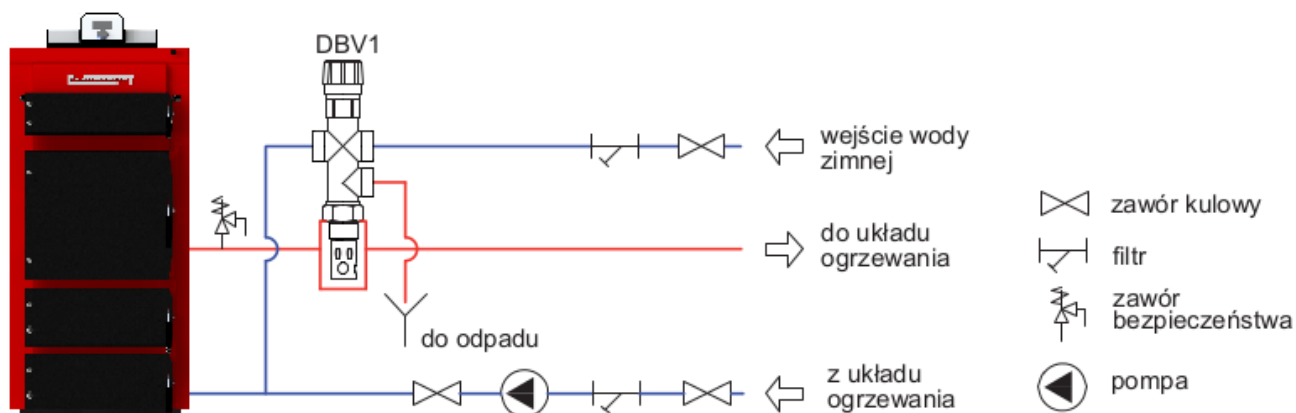 DBV1
wejście wody
zimnej
do układu
ogrzewania
do odpadu
z układu
ogrzewania
zawór kulowy
filtr
zawór
bezpieczeństwa
pompa